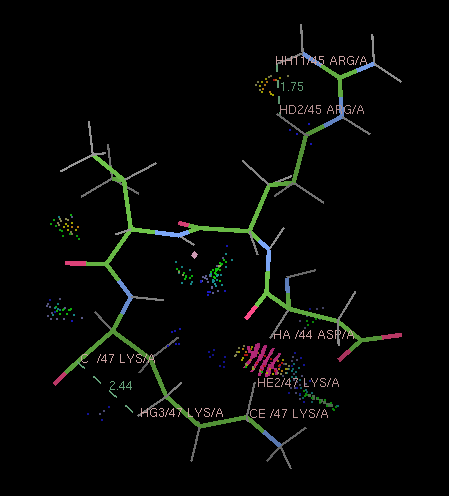 HH11/45 ARG/A
1.75
HD2/45 ARG/A
HA /44 ASP/A
C /47 LYS/A
HE2/47 LYS/A
2.44
HG3/47 LYS/A
CE /47 LYS/A